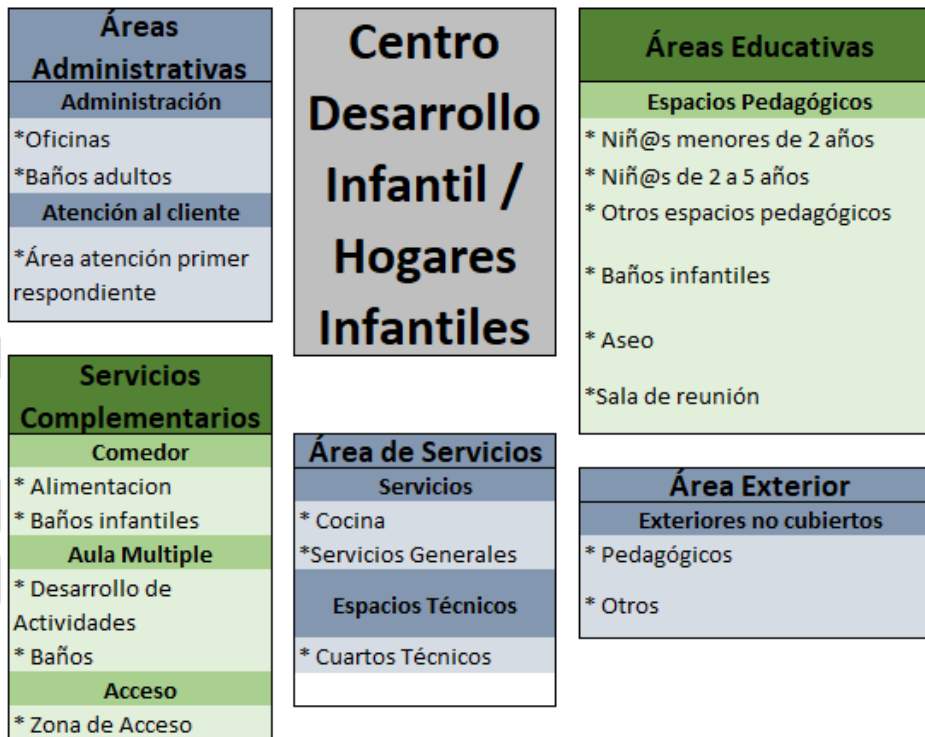 Áreas
Administrativas
Administración
*Oficinas
*Baños adultos
Atención al cliente
*Área atención primer
respondiente
Servicios
Complementarios
Comedor
* Alimentacion
* Baños infantiles
Aula Multiple
* Desarrollo de
Actividades
* Baños
Acceso
* Zona de Acceso
Centro
Desarrollo
Infantil /
Hogares
Infantiles
Área de Servicios
Servicios
* Cocina
*Servicios Generales
Espacios Técnicos
* Cuartos Técnicos
Áreas Educativas
Espacios Pedagógicos
* Niñ@s menores de 2 años
* Niñ@s de 2 a 5 años
* Otros espacios pedagógicos
* Baños infantiles
* Aseo
*Sala de reunión
Área Exterior
Exteriores no cubiertos
* Pedagógicos
* Otros